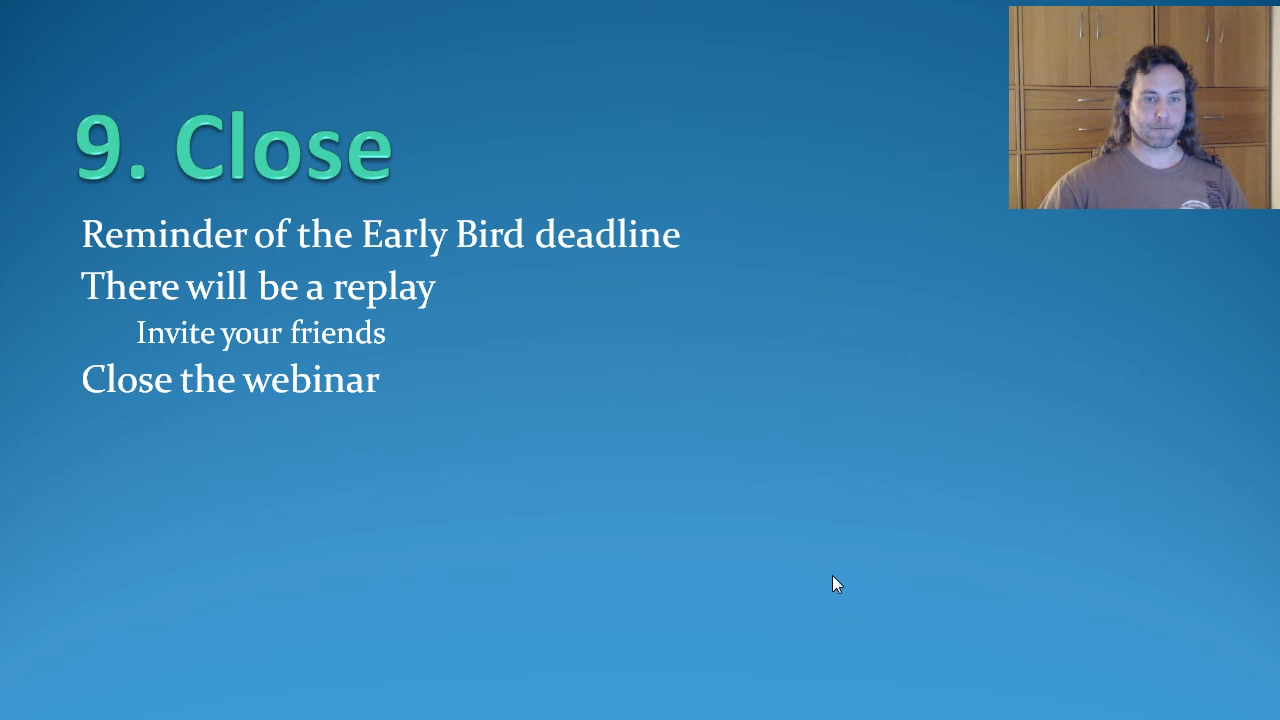 9. Close
Reminder of the Early Bird deadline
There will be a replay
Invite your friends
Close the webinar